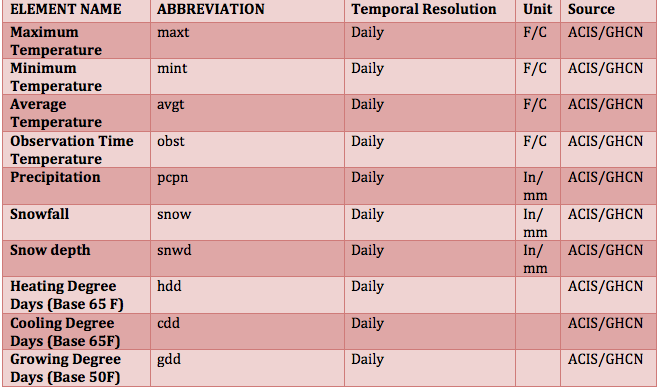 ELEMENT NAME ABBREVIATION Temporal Resolution Unit Source
Maximum Temperature maxt Daily F/C ACIS/GHCN
Minimum Temperature mint Daily F/C ACIS/GHCN
Average Temperature avgt Daily F/C ACIS/GHCN
Observation Time Temperature obst Daily F/C ACIS/GHCN
Precipitation pcpn Daily In/mm ACIS/GHCN
Snowfall snow Daily In/mm ACIS/GHCN
Snow depth snwd Daily In/mm ACIS/GHCN
Heating Degree Days (Base 65 F) hdd Daily ACIS/GHCN
Cooling Degree Days (Base 65F) cdd Daily ACIS/GHCN
Growing Degree Days (Base 50F) gdd Daily ACIS/GHCN